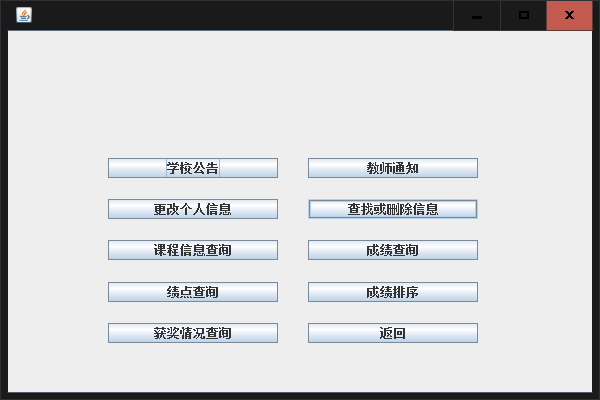 学校公告 教师通知
更改个人信息 查找或删除信息
课程信息查询 成绩查询
绩点查询 成绩排序
获奖情况查询 返回